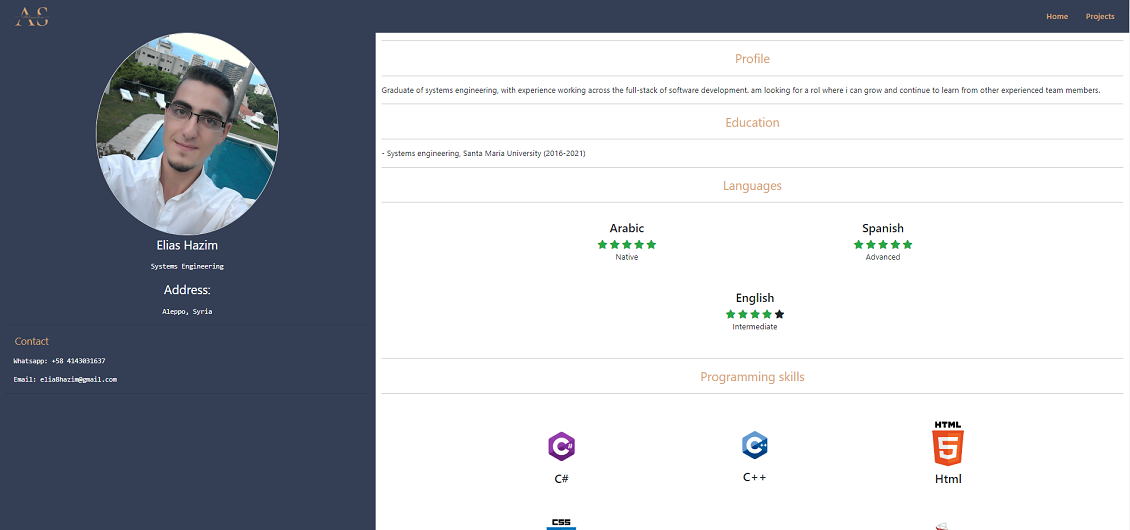 AS
Home
Projects
Elias Hazim
Systems Engineering
Address:
Aleppo, Syria
Contact
Whatsapp: +58 4143031637
Email: elia8hazim@gmail.com
Profile
Graduate of systems engineering, with experience working across the full-stack of software development. am looking for a rol where i can grow and continue to learn from other experienced team members.
Education
- Systems engineering, Santa Maria University (2016-2021)
Languages
Arabic
Native
Spanish
Advanced
English
Intermediate
Programming skills
C#
C++
HTML
5
C#
C++
Html
CSS